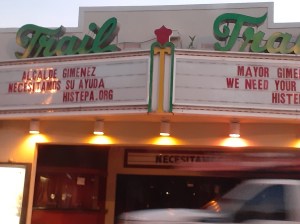 Trail
ALCALDE GIMENEZ
NECESITAMOS SU AYUDA
HISTEPA.ORG
Tra
MAYOR GIME
WE NEED YOUR
HISTE
NECESITAMOS